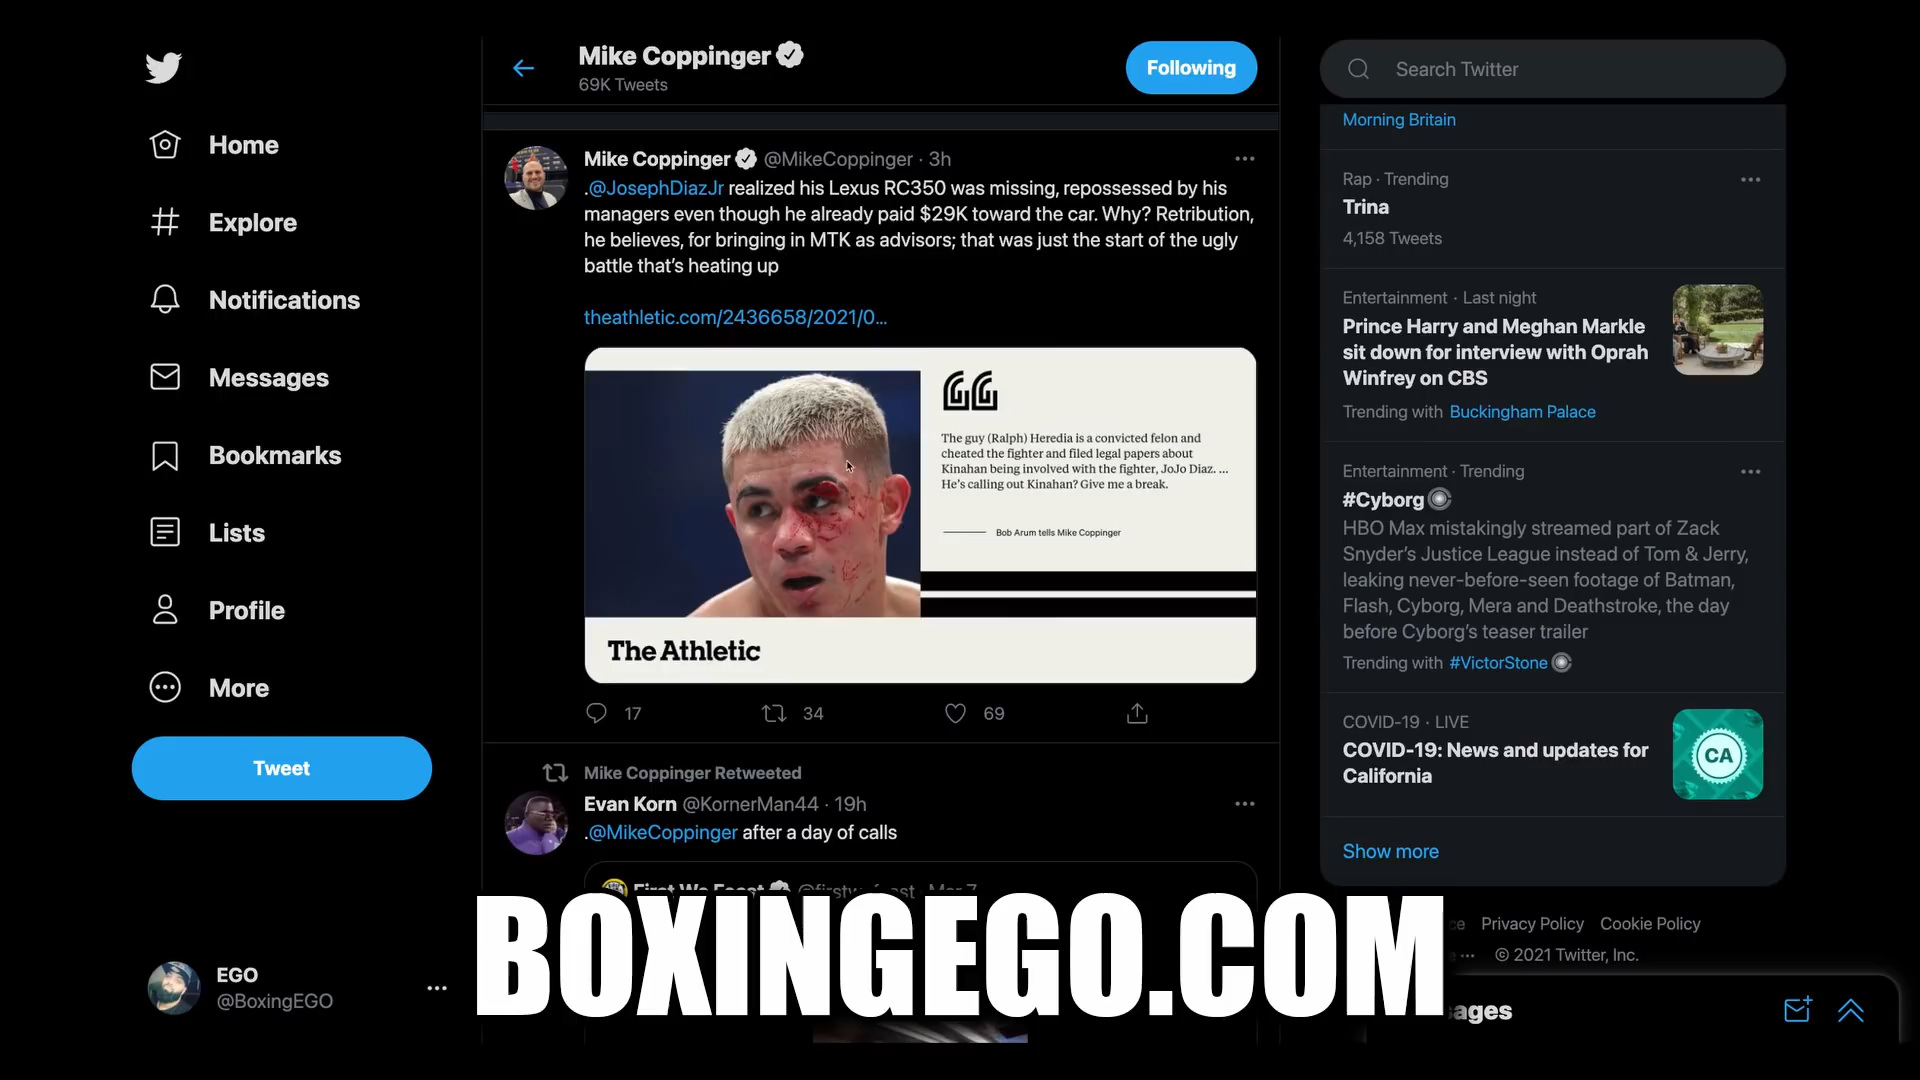 Home
Explore
Notifications
Messages
Bookmarks
Lists
Profile
More
Tweet
EGO
@BoxingEGO
Mike Coppinger
69K Tweets
Following
Mike Coppinger @MikeCoppinger · 3h
.@JosephDiazJr realized his Lexus RC350 was missing, repossessed by his
managers even though he already paid $29K toward the car. Why? Retribution,
he believes, for bringing in MTK as advisors; that was just the start of the ugly
battle that's heating up
theathletic.com/2436658/2021/0...
The guy (Ralph) Heredia is a convicted felon and
cheated the fighter and filed legal papers about
Kinahan being involved with the fighter, JoJo Diaz. ...
He's calling out Kinahan? Give me a break.
Bob Arum tells Mike Coppinger
The Athletic
17
34
69
Mike Coppinger Retweeted
Evan Korn @KornerMan44 · 19h
.@MikeCoppinger after a day of calls
BOXINGEGO.COM
Search Twitter
Morning Britain
Rap · Trending
Trina
4,158 Tweets
Entertainment · Last night
Prince Harry and Meghan Markle
sit down for interview with Oprah
Winfrey on CBS
Trending with Buckingham Palace
Entertainment · Trending
#Cyborg
HBO Max mistakingly streamed part of Zack
Snyder's Justice League instead of Tom & Jerry,
leaking never-before-seen footage of Batman,
Flash, Cyborg, Mera and Deathstroke, the day
before Cyborg's teaser trailer
Trending with #VictorStone
COVID-19 · LIVE
COVID-19: News and updates for
California
CA
Show more
Privacy Policy Cookie Policy
© 2021 Twitter, Inc.